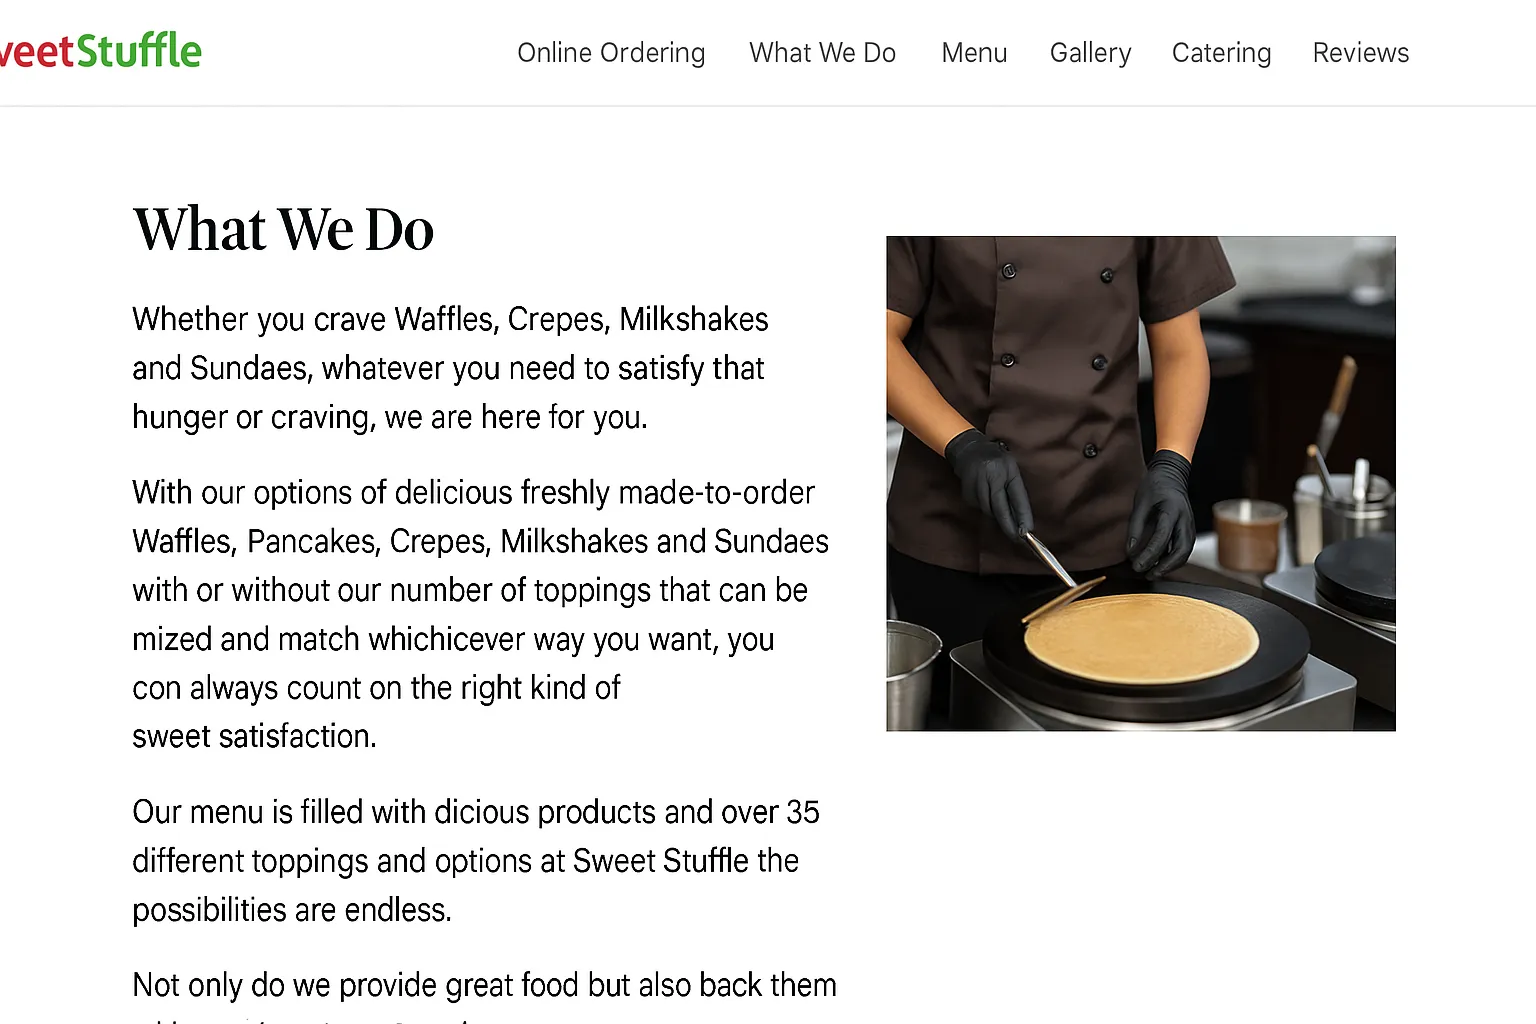 veetStuffle
Online Ordering What We Do Menu Gallery Catering Reviews
What We Do
Whether you crave Waffles, Crepes, Milkshakes
and Sundaes, whatever you need to satisfy that
hunger or craving, we are here for you.
With our options of delicious freshly made-to-order
Waffles, Pancakes, Crepes, Milkshakes and Sundaes
with or without our number of toppings that can be
mized and match whichicever way you want, you
con always count on the right kind of
sweet satisfaction.
Our menu is filled with dicious products and over 35
different toppings and options at Sweet Stuffle the
possibilities are endless.
Not only do we provide great food but also back them